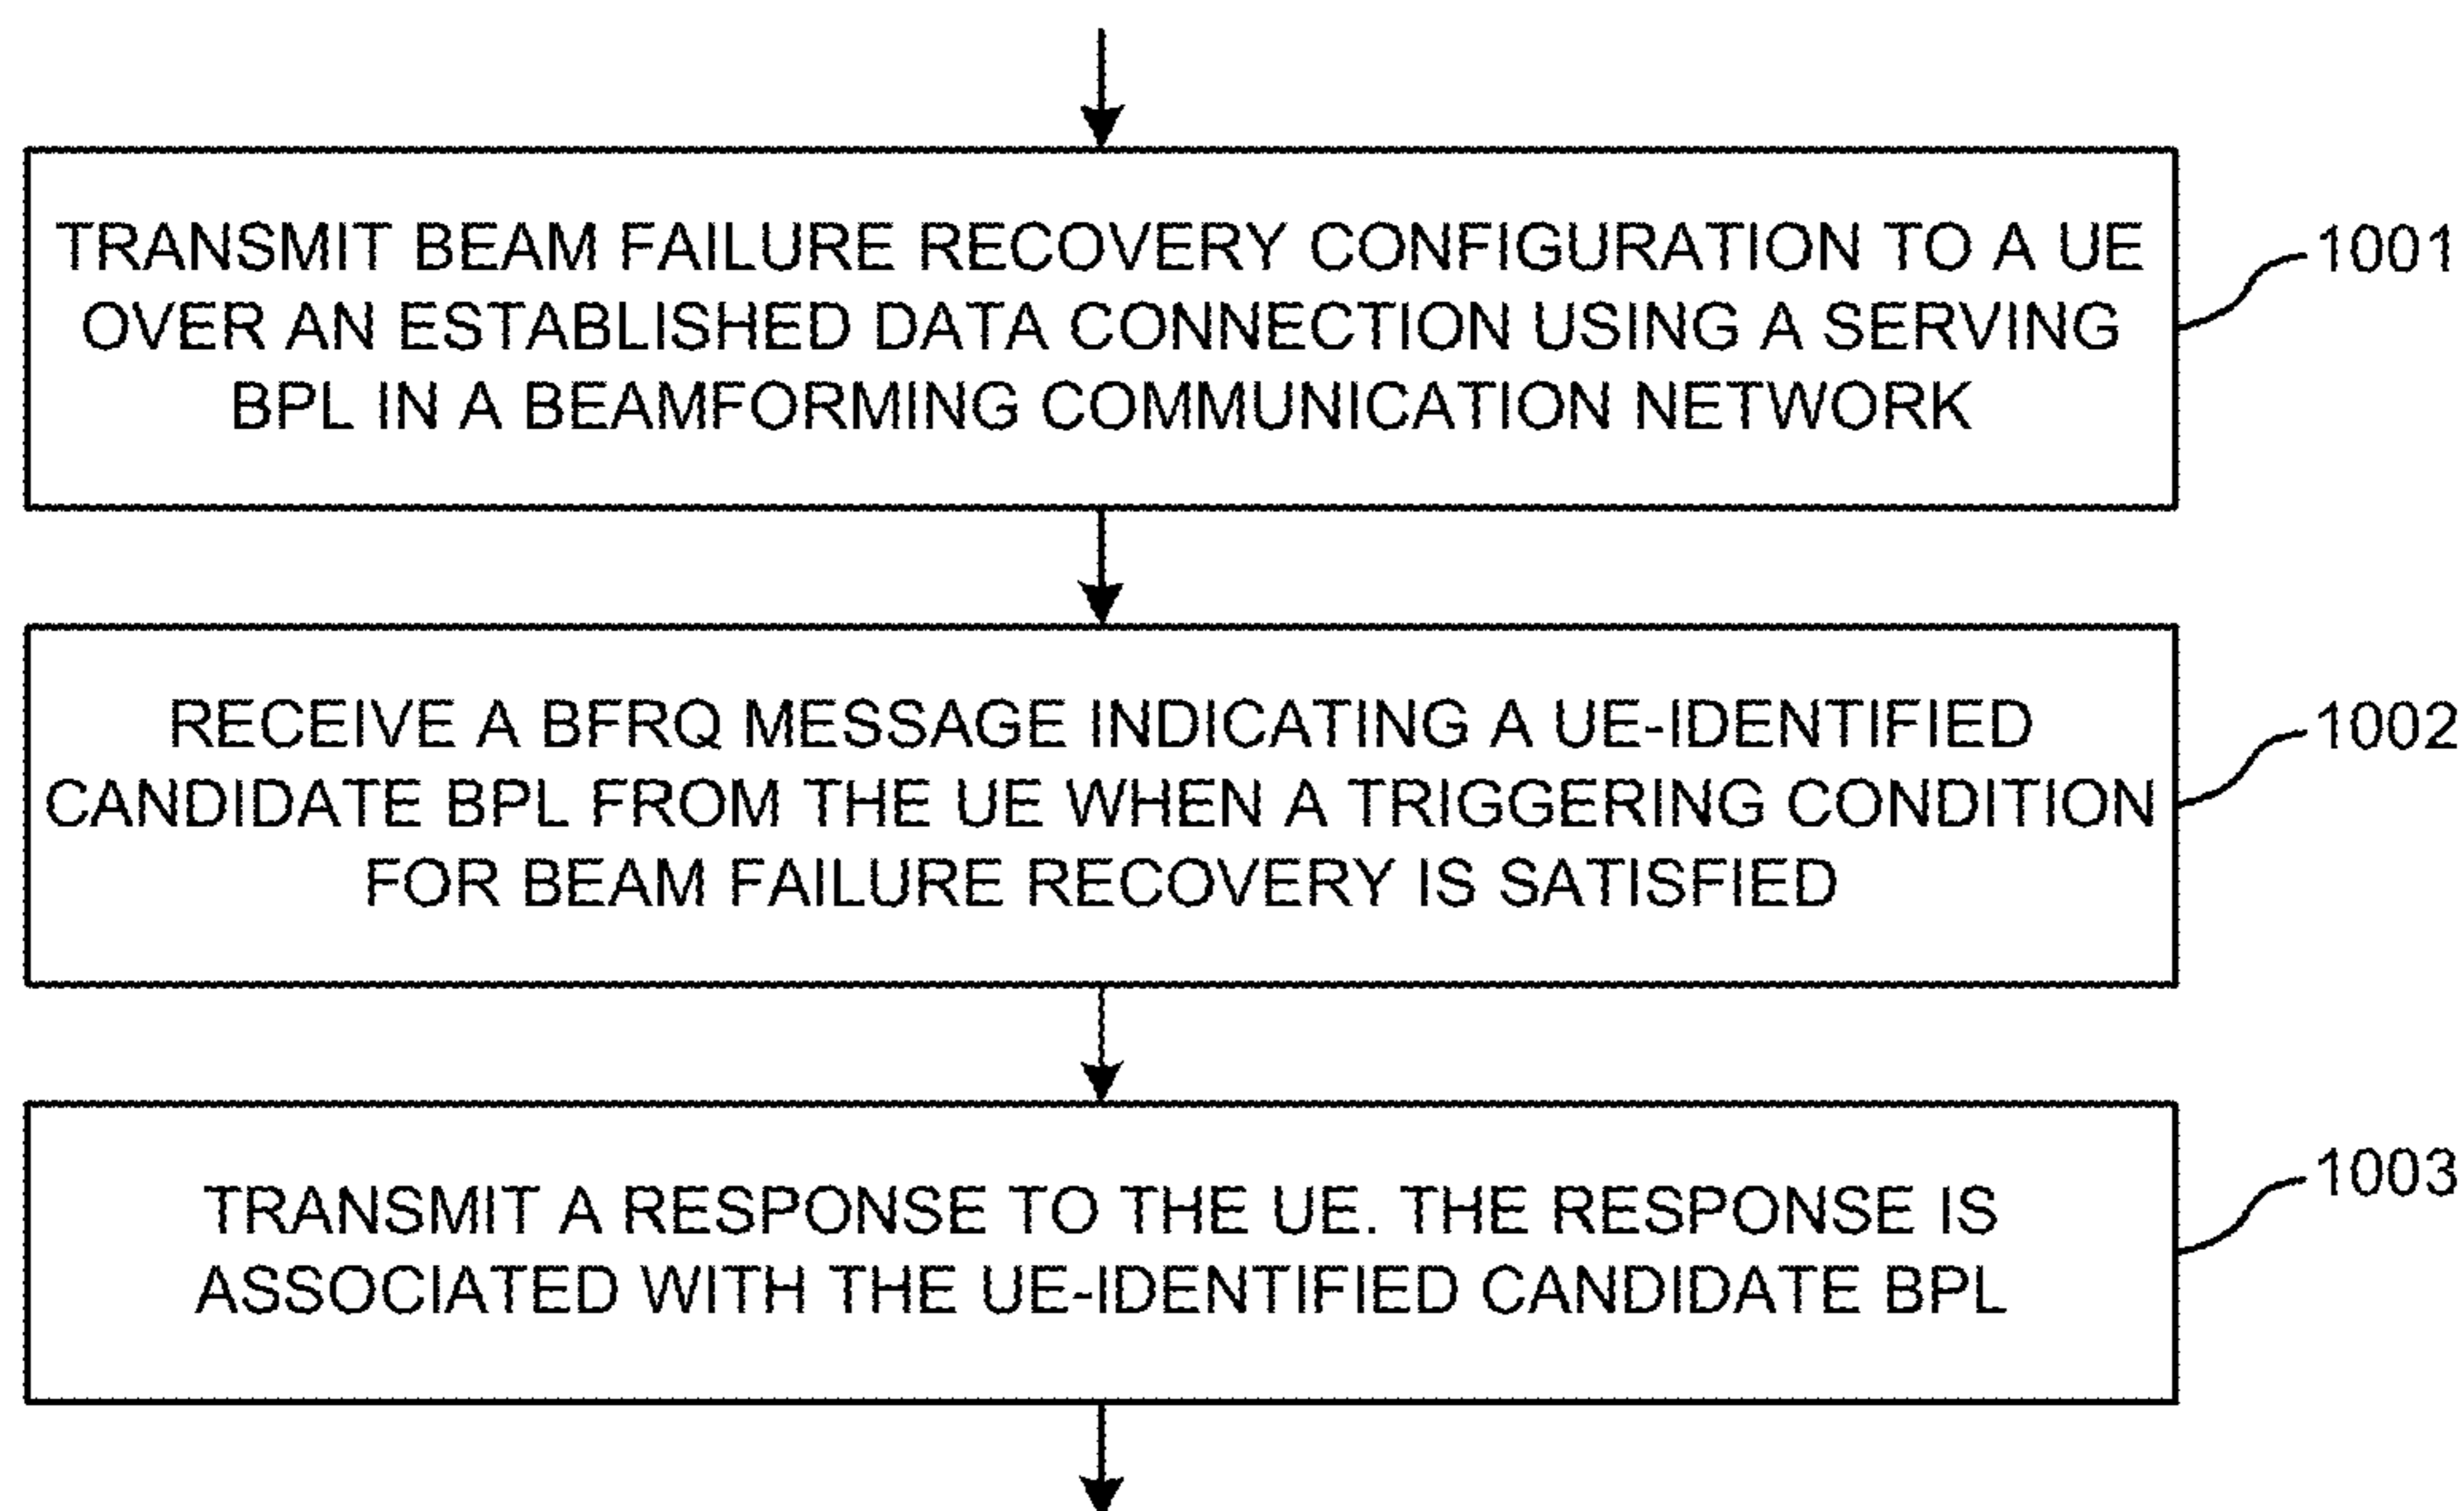 TRANSMIT BEAM FAILURE RECOVERY CONFIGURATION TO A UE
OVER AN ESTABLISHED DATA CONNECTION USING A SERVING
BPL IN A BEAMFORMING COMMUNICATION NETWORK
1001
RECEIVE A BFRQ MESSAGE INDICATING A UE-IDENTIFIED
CANDIDATE BPL FROM THE UE WHEN A TRIGGERING CONDITION
FOR BEAM FAILURE RECOVERY IS SATISFIED
1002
TRANSMIT A RESPONSE TO THE UE. THE RESPONSE IS
ASSOCIATED WITH THE UE-IDENTIFIED CANDIDATE BPL
1003